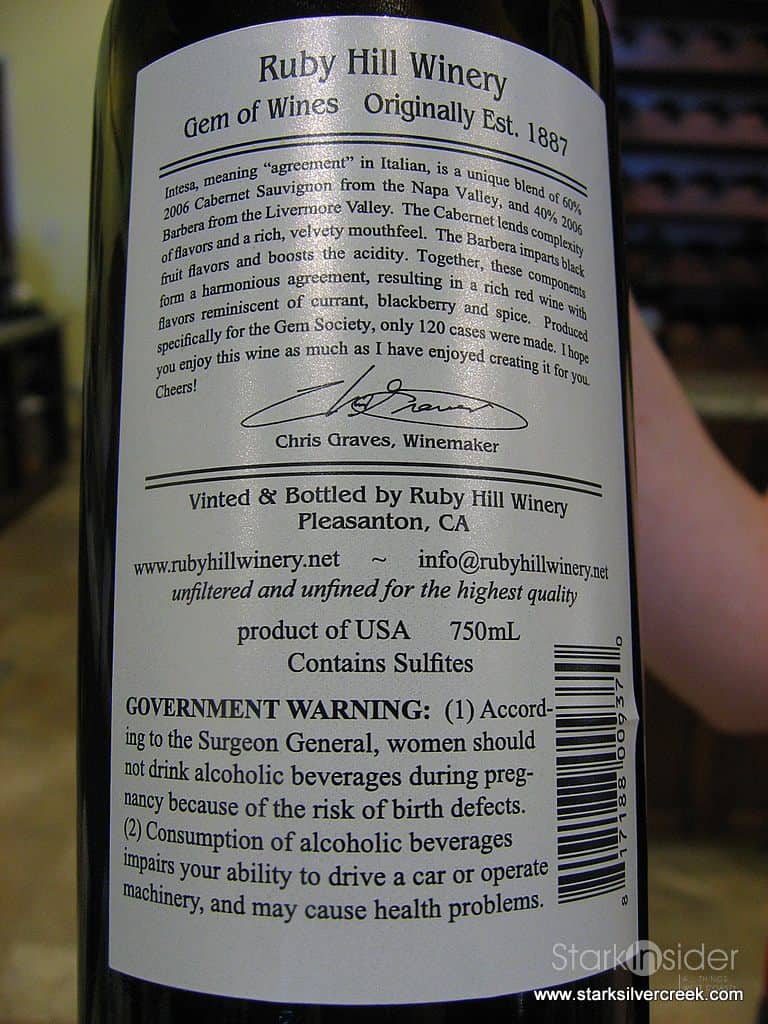 Ruby Hill Winery
Gem of Wines Originally Est. 1887
Intesa, meaning "agreement" in Italian, is a unique blend of 60%
2006 Cabernet Sauvignon from the Napa Valley, and 40% 2006
Barbera from the Livermore Valley. The Cabernet lends complexity
of flavors and a rich, velvety mouthfeel. The Barbera imparts black
fruit flavors and boosts the acidity. Together, these components
form a harmonious agreement, resulting in a rich red wine with
flavors reminiscent of currant, blackberry and spice. Produced
specifically for the Gem Society, only 120 cases were made. I hope
you enjoy this wine as much as I have enjoyed creating it for you.
Cheers!
Chris Graves, Winemaker
Vinted & Bottled by Ruby Hill Winery
Pleasanton, CA
www.rubyhillwinery.net ~ info@rubyhillwinery.net
unfiltered and unfined for the highest quality
product of USA 750mL
Contains Sulfites
GOVERNMENT WARNING: (1) Accord-
ing to the Surgeon General, women should
not drink alcoholic beverages during preg-
nancy because of the risk of birth defects.
(2) Consumption of alcoholic beverages
impairs your ability to drive a car or operate
machinery, and may cause health problems.
8 17188 00937 0
StarkInsider
www.starksilvercreek.com